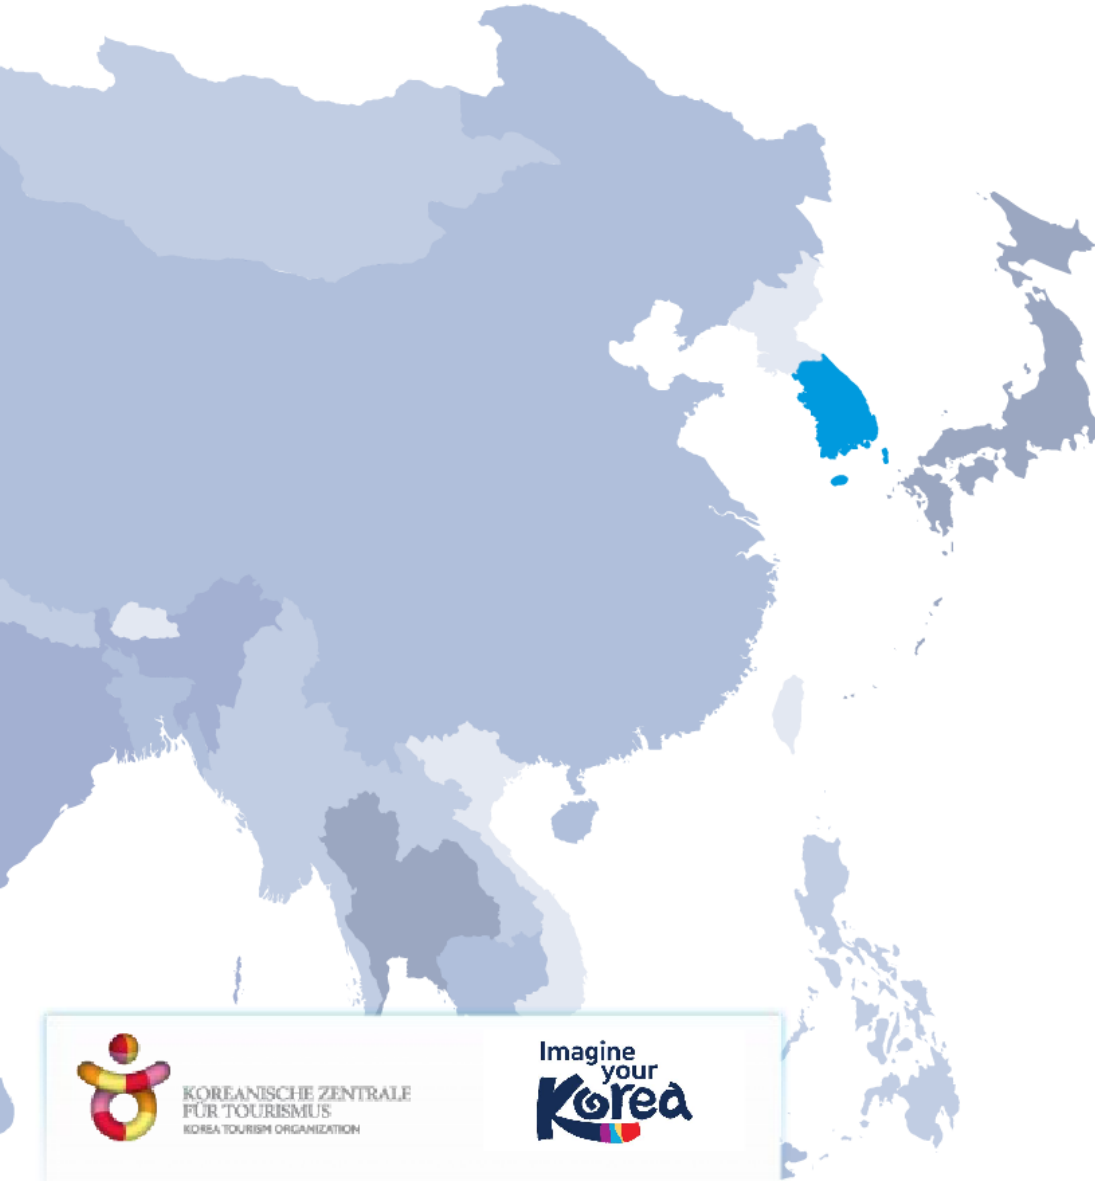 KOREANISCHE ZENTRALE
FÜR TOURISMUS
KOREA TOURISM ORGANIZATION
Imagine
your
Korea